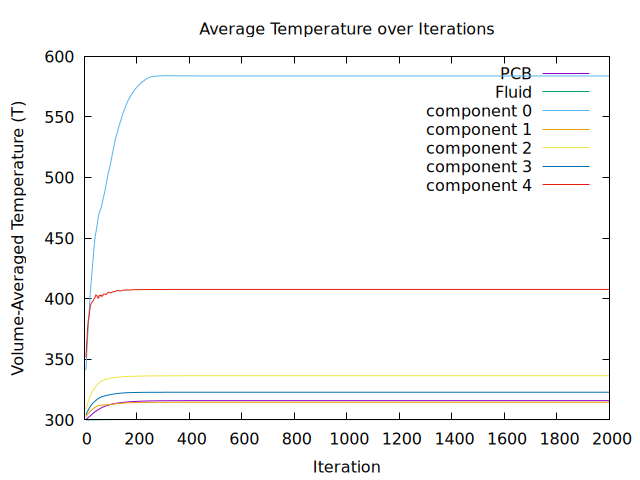 Average Temperature over Iterations
Volume-Averaged Temperature (T)
600
550
500
450
400
350
300
PCB
Fluid
component 0
component 1
component 2
component 3
component 4
0 200 400 600 800 1000 1200 1400 1600 1800 2000
Iteration